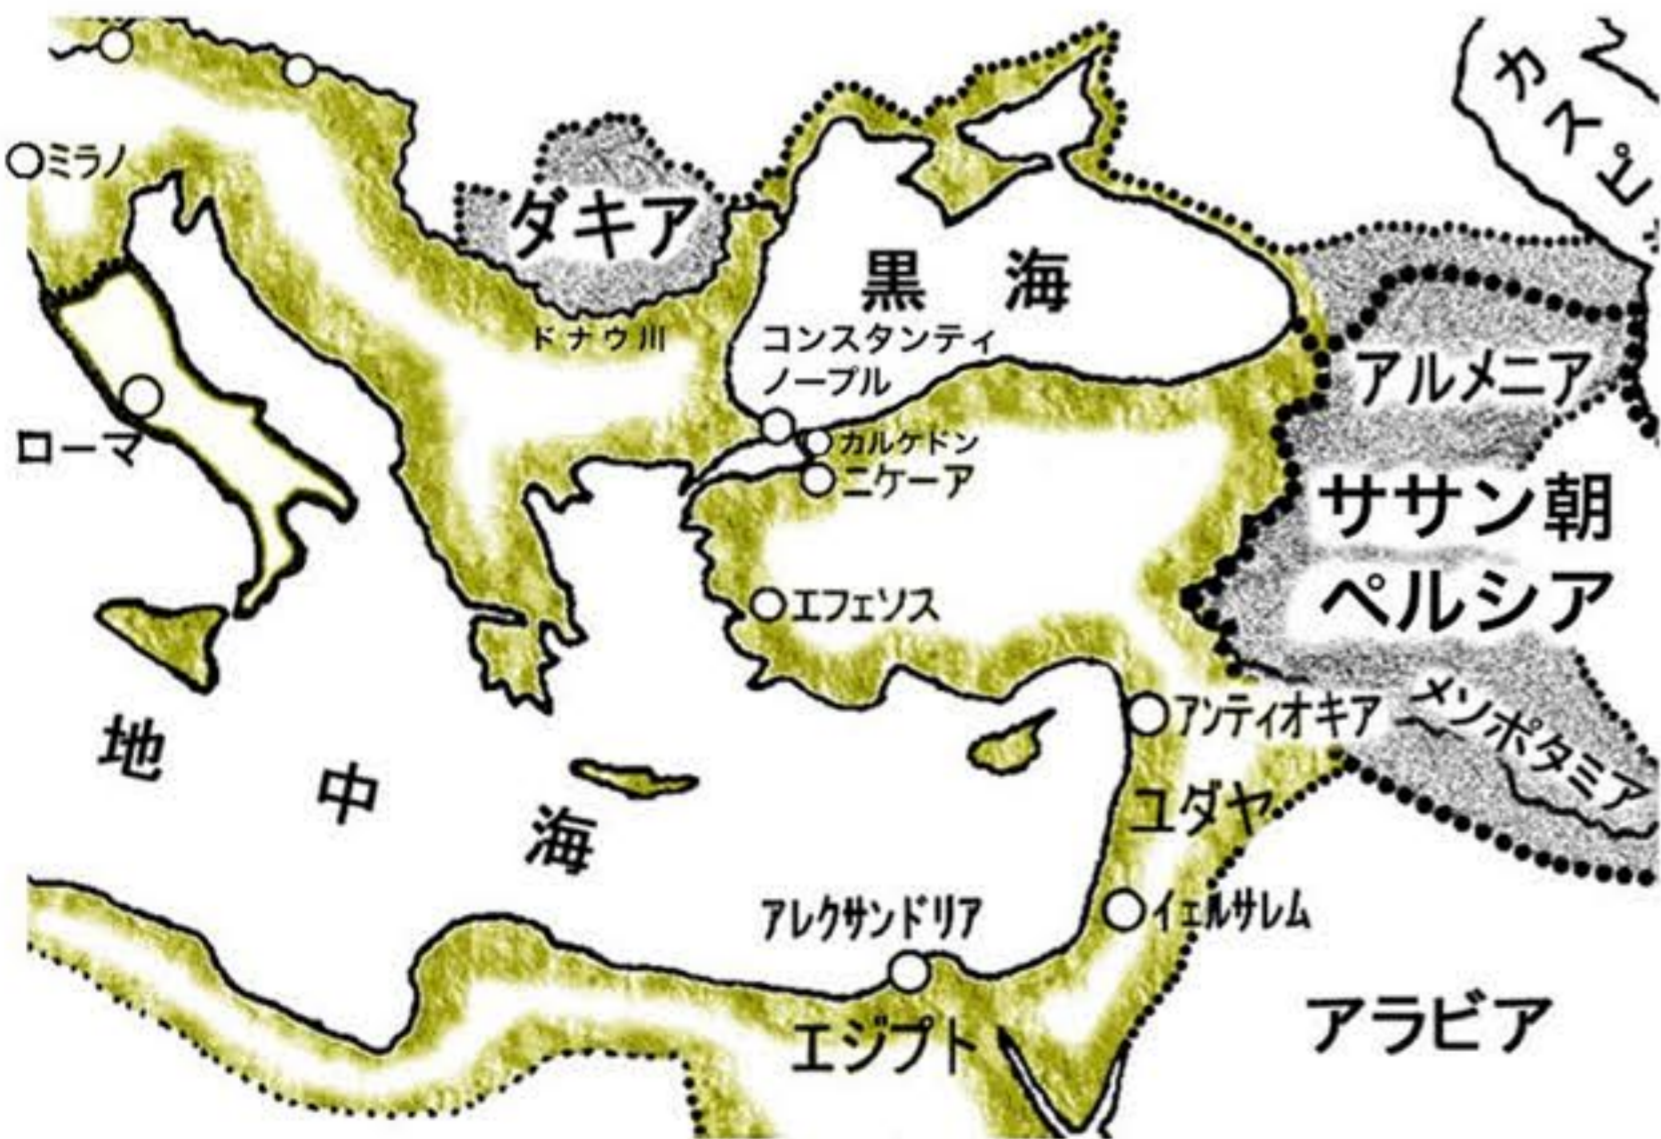 カスピ
ミラノ
ダキア
黒海
ドナウ川
コンスタンティ
ノープル
アルメニア
ローマ
カルケドン
ニケーア
ササン朝
ペルシア
エフェソス
アンティオキア
メソポタミア
地中海
ユダヤ
アレクサンドリア
イェルサレム
エジプト
アラビア